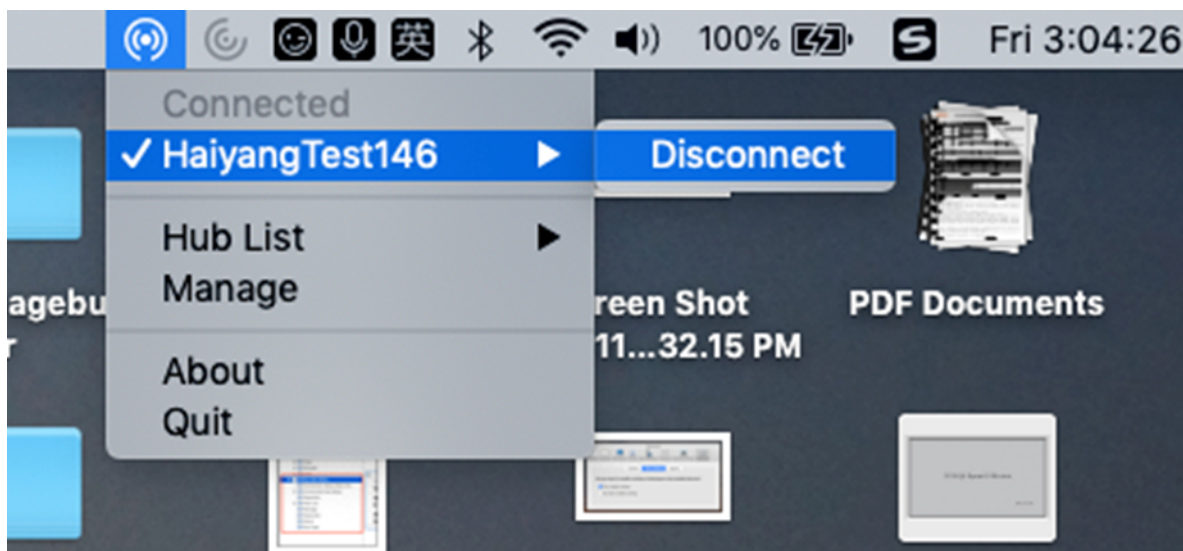 英 100% S Fri 3:04:26
Connected
HaiyangTest146 Disconnect
Hub List
Manage
agebu reen Shot PDF Documents
r 11...32.15 PM
About
Quit